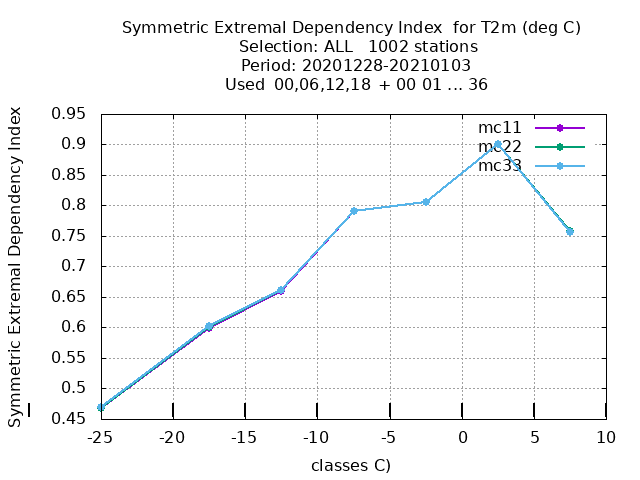 Symmetric Extremal Dependency Index for T2m (deg C)
Selection: ALL 1002 stations
Period: 20201228-20210103
Used 00,06,12,18 + 00 01 ... 36
Symmetric Extremal Dependency Index
0.95
0.9
0.85
0.8
0.75
0.7
0.65
0.6
0.55
0.5
0.45
mc11
mc22
mc33
-25 -20 -15 -10 -5 0 5 10
classes C)